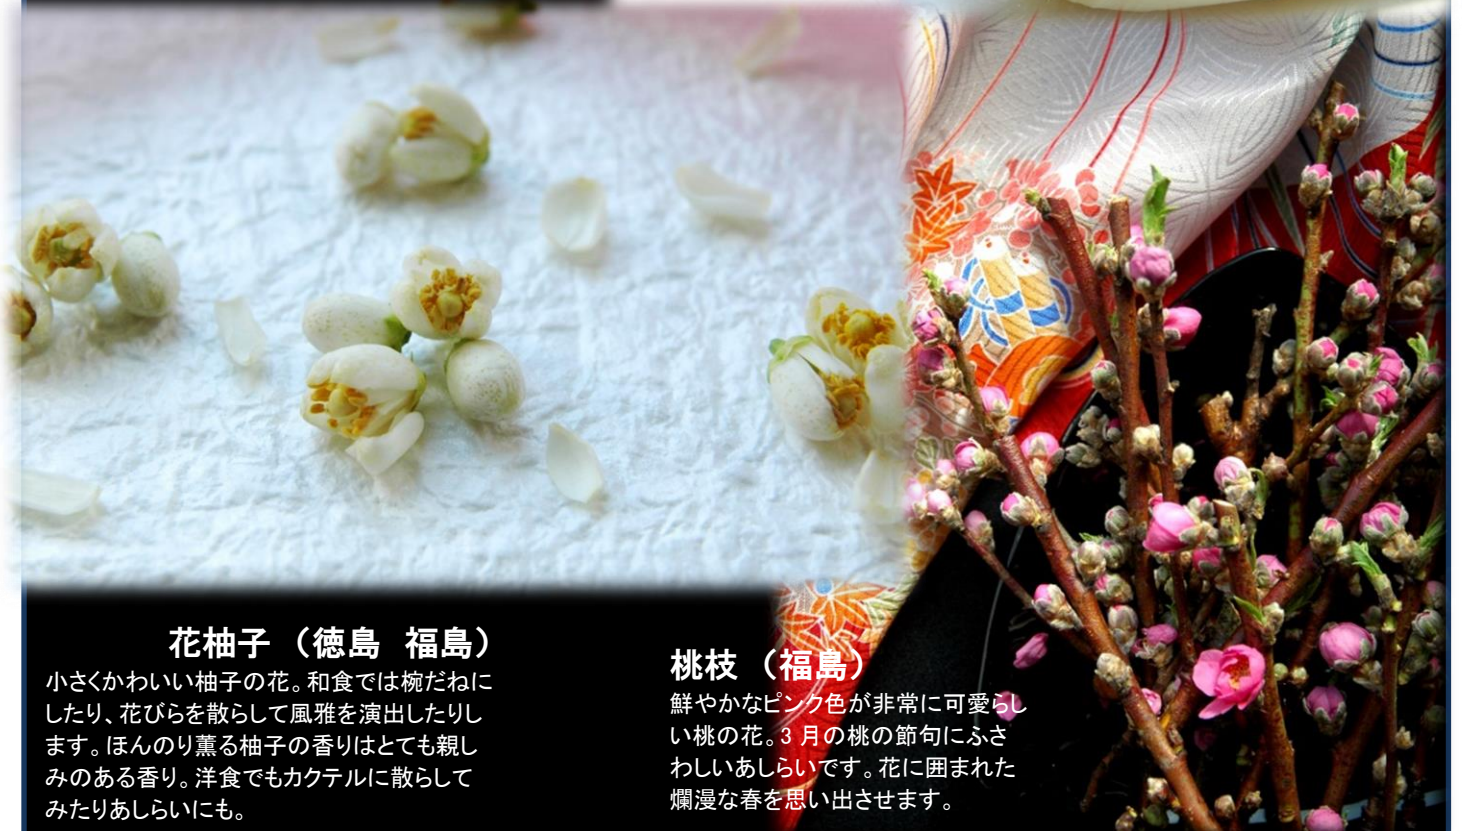 花柚子 （徳島　福島）
小さくかわいい柚子の花。和食では椀だねに
したり、花びらを散らして風雅を演出したりし
ます。ほんのり薫る柚子の香りはとても親し
みのある香り。洋食でもカクテルに散らして
みたりあしらいにも。
桃枝 （福島）
鮮やかなピンク色が非常に可愛らし
い桃の花。3 月の桃の節句にふさ
わしいあしらいです。花に囲まれた
爛漫な春を思い出させます。